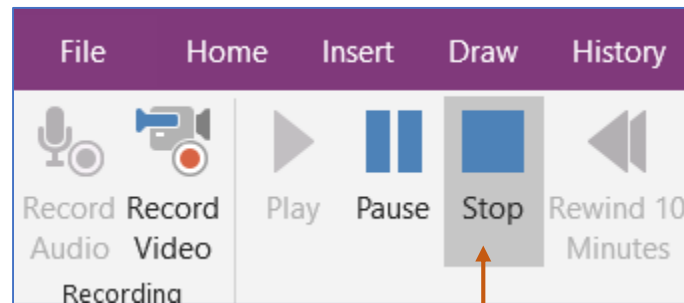 File Home Insert Draw History
Record Record Play Pause Stop Rewind 10
Audio Video Minutes
Recording